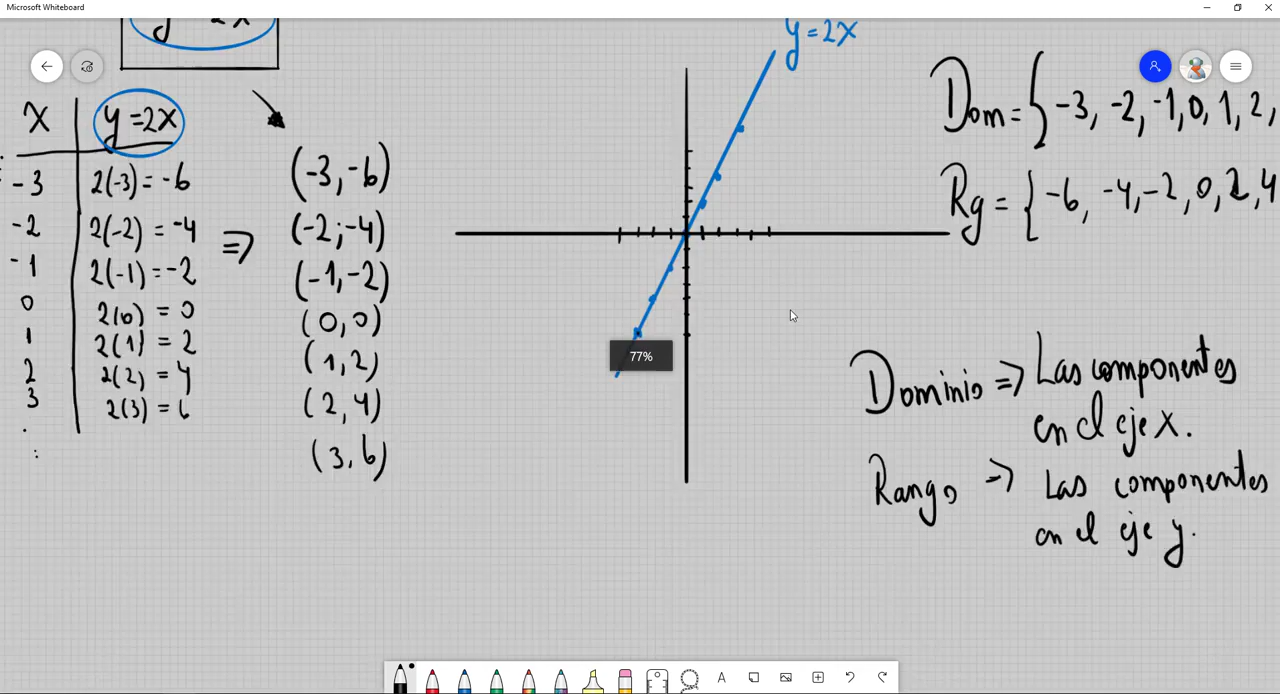 Microsoft Whiteboard
y = 2x
x | y = 2x
-3 | 2(-3) = -6
-2 | 2(-2) = -4
-1 | 2(-1) = -2
0 | 2(0) = 0
1 | 2(1) = 2
2 | 2(2) = 4
3 | 2(3) = 6
⇒
(-3, -6)
(-2; -4)
(-1, -2)
(0, 0)
(1, 2)
(2, 4)
(3, 6)
y = 2x
77%
Dom = { -3, -2, -1, 0, 1, 2,
Rg = { -6, -4, -2, 0, 2, 4
Dominio ⇒ Las componentes
en el eje x.
Rango ⇒ Las componentes
en el eje y.
A